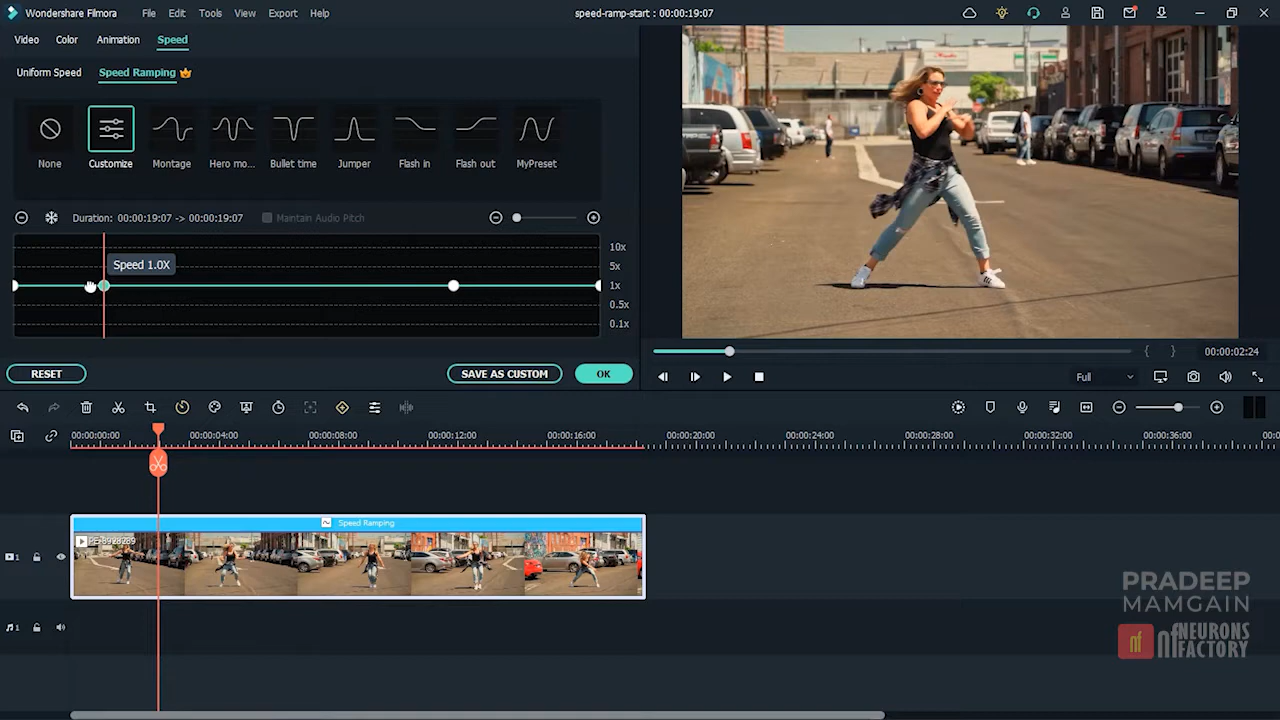 Wondershare Filmora
File Edit Tools View Export Help
speed-ramp-start : 00:00:19:07
Video Color Animation Speed
Uniform Speed Speed Ramping
None Customize Montage Hero mo... Bullet time Jumper Flash in Flash out MyPreset
Duration: 00:00:19:07 -> 00:00:19:07 Maintain Audio Pitch
10x
Speed 1.0X
5x
1x
0.5x
0.1x
00:00:02:24
RESET SAVE AS CUSTOM OK
Full
00:00:00:00 00:00:04:00 00:00:08:00 00:00:12:00 00:00:16:00 00:00:20:00 00:00:24:00 00:00:28:00 00:00:32:00 00:00:36:00 00:0
Speed Ramping
1
1
PRADEEP
MAMGAIN
nf nf NEURONS
FACTORY